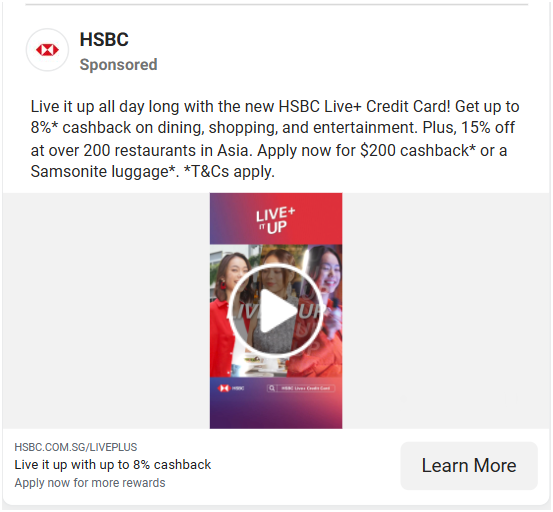 HSBC
Sponsored
Live it up all day long with the new HSBC Live+ Credit Card! Get up to
8%* cashback on dining, shopping, and entertainment. Plus, 15% off
at over 200 restaurants in Asia. Apply now for $200 cashback* or a
Samsonite luggage*. *T&Cs apply.
LIVE+
IT UP
LIVE UP
HSBC
HSBC Live+ Credit Card
HSBC.COM.SG/LIVEPLUS
Live it up with up to 8% cashback
Apply now for more rewards
Learn More